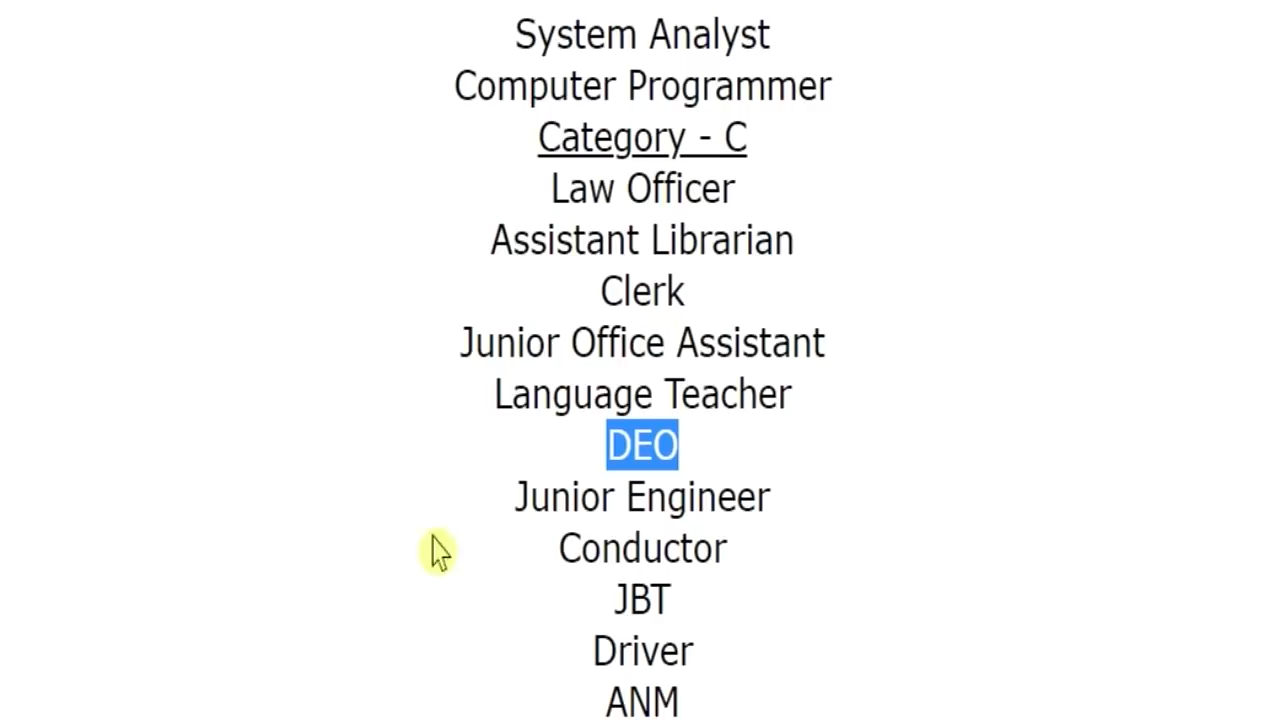 System Analyst
Computer Programmer
Category - C
Law Officer
Assistant Librarian
Clerk
Junior Office Assistant
Language Teacher
DEO
Junior Engineer
Conductor
JBT
Driver
ANM